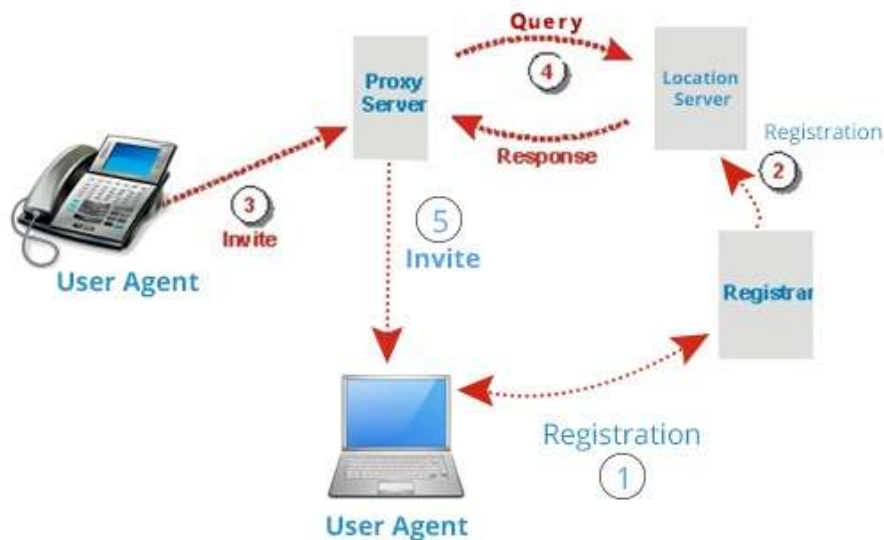 Query
4
Proxy
Server
Location
Server
Registration
2
Response
3
Invite
5
Invite
User Agent
Registrar
Registration
1
User Agent